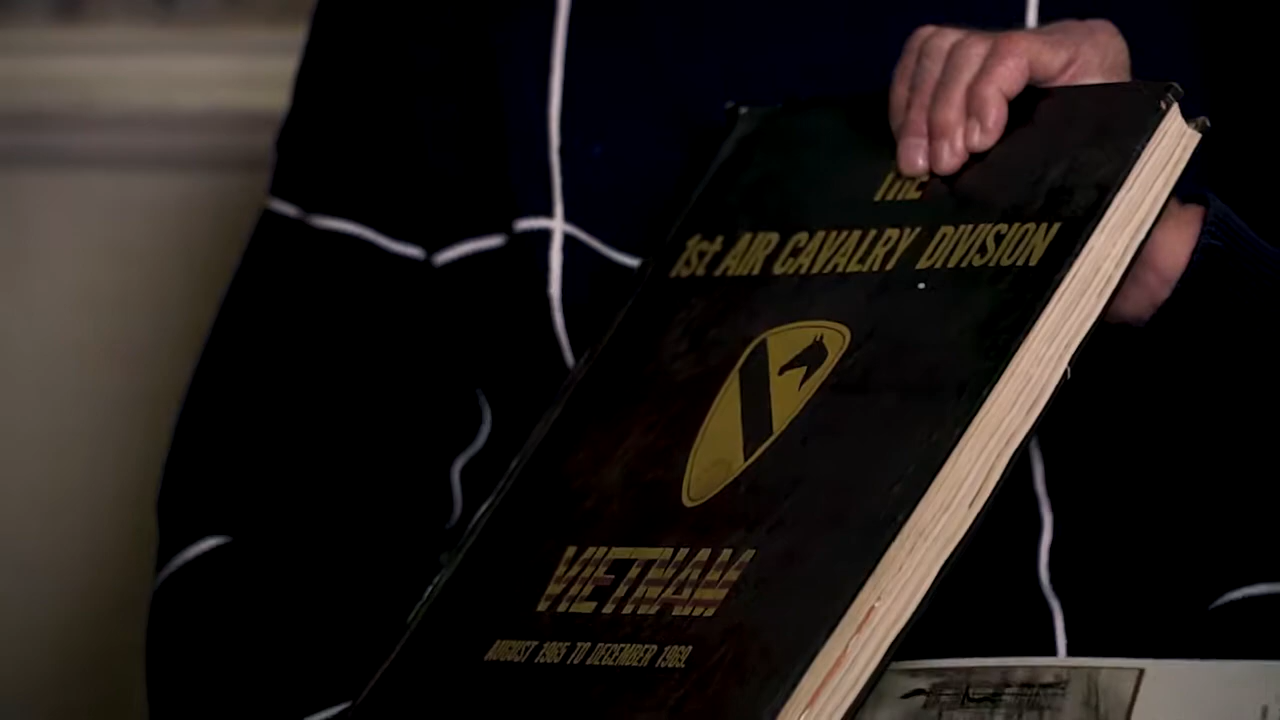 THE
1st AIR CAVALRY DIVISION
VIETNAM
AUGUST 1965 TO DECEMBER 1969.